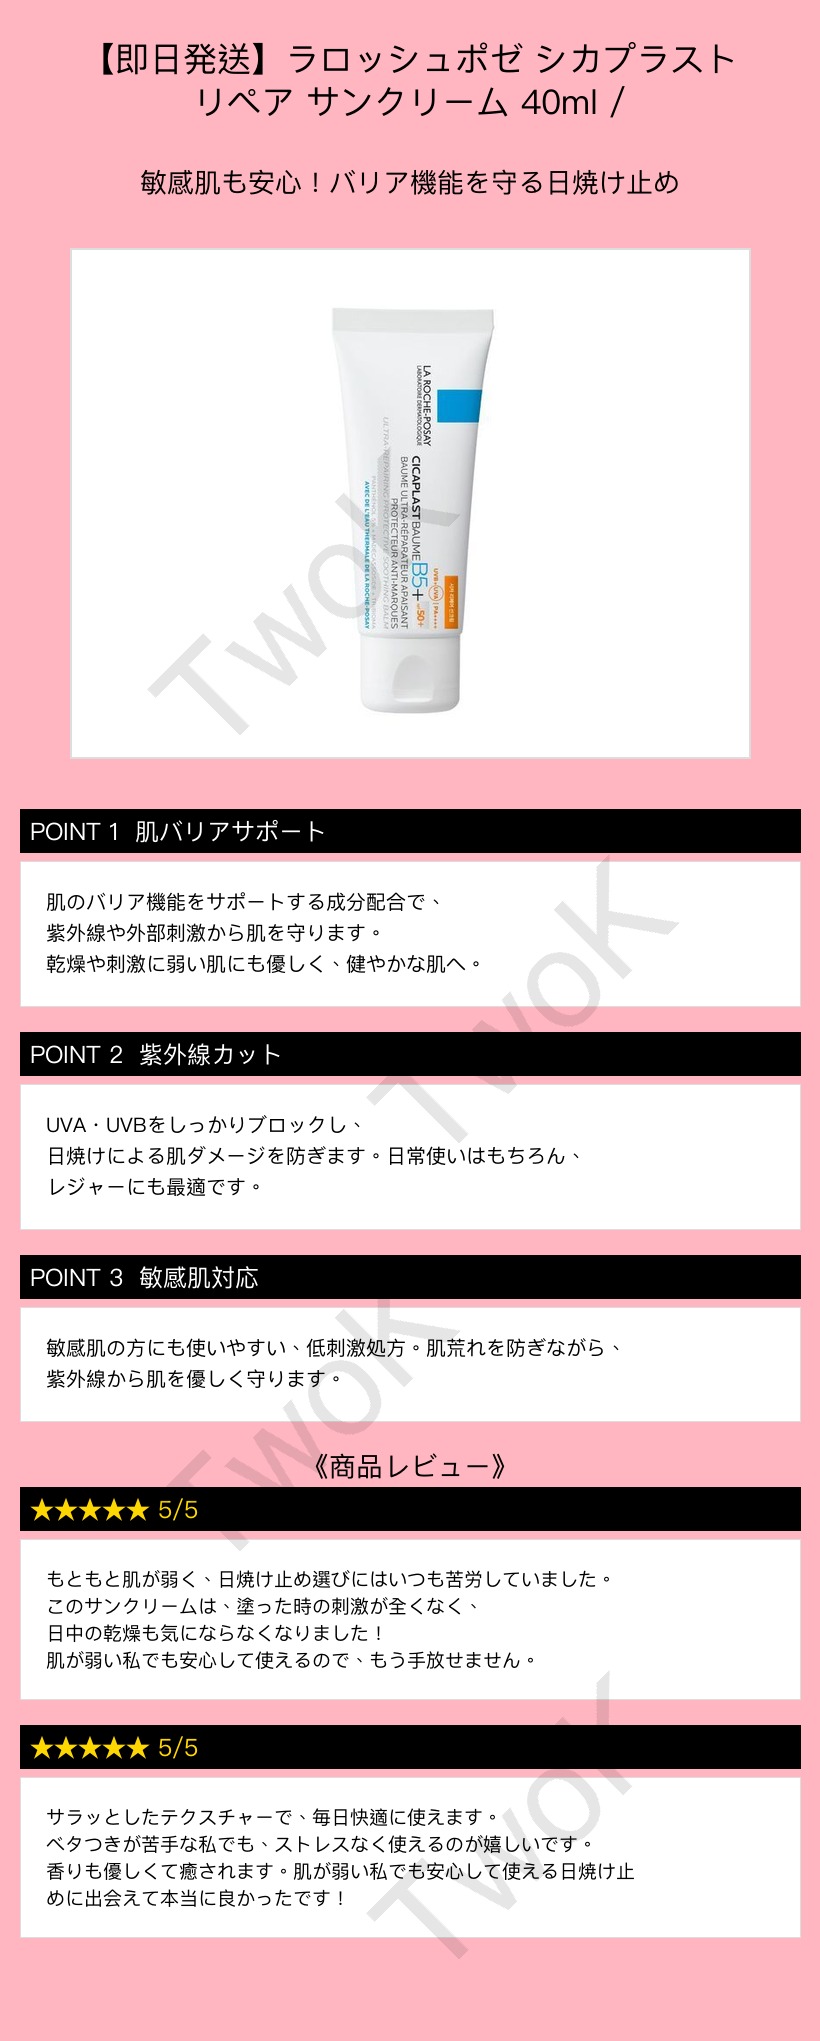 【即日発送】ラロッシュポゼ シカプラスト
リペア サンクリーム 40ml /
敏感肌も安心！バリア機能を守る日焼け止め
LA ROCHE-POSAY
LABORATOIRE DERMATOLOGIQUE
CICAPLAST BAUME B5+
SPF 50+
UVB+UVA PA++++
BAUME ULTRA-RÉPARATEUR APAISANT
PROTECTEUR ANTI-MARQUES
ULTRA-REPAIRING PROTECTIVE SOOTHING BALM
AVEC DE L'EAU THERMALE DE LA ROCHE-POSAY
TwoK
POINT 1 肌バリアサポート
肌のバリア機能をサポートする成分配合で、
紫外線や外部刺激から肌を守ります。
乾燥や刺激に弱い肌にも優しく、健やかな肌へ。
TwoK
POINT 2 紫外線カット
UVA・UVBをしっかりブロックし、
日焼けによる肌ダメージを防ぎます。日常使いはもちろん、
レジャーにも最適です。
POINT 3 敏感肌対応
敏感肌の方にも使いやすい、低刺激処方。肌荒れを防ぎながら、
紫外線から肌を優しく守ります。
TwoK
《商品レビュー》
★★★★★ 5/5
もともと肌が弱く、日焼け止め選びにはいつも苦労していました。
このサンクリームは、塗った時の刺激が全くなく、
日中の乾燥も気にならなくなりました！
肌が弱い私でも安心して使えるので、もう手放せません。
★★★★★ 5/5
サラッとしたテクスチャーで、毎日快適に使えます。
ベタつきが苦手な私でも、ストレスなく使えるのが嬉しいです。
香りも優しくて癒されます。肌が弱い私でも安心して使える日焼け止
めに出会えて本当に良かったです！
TwoK